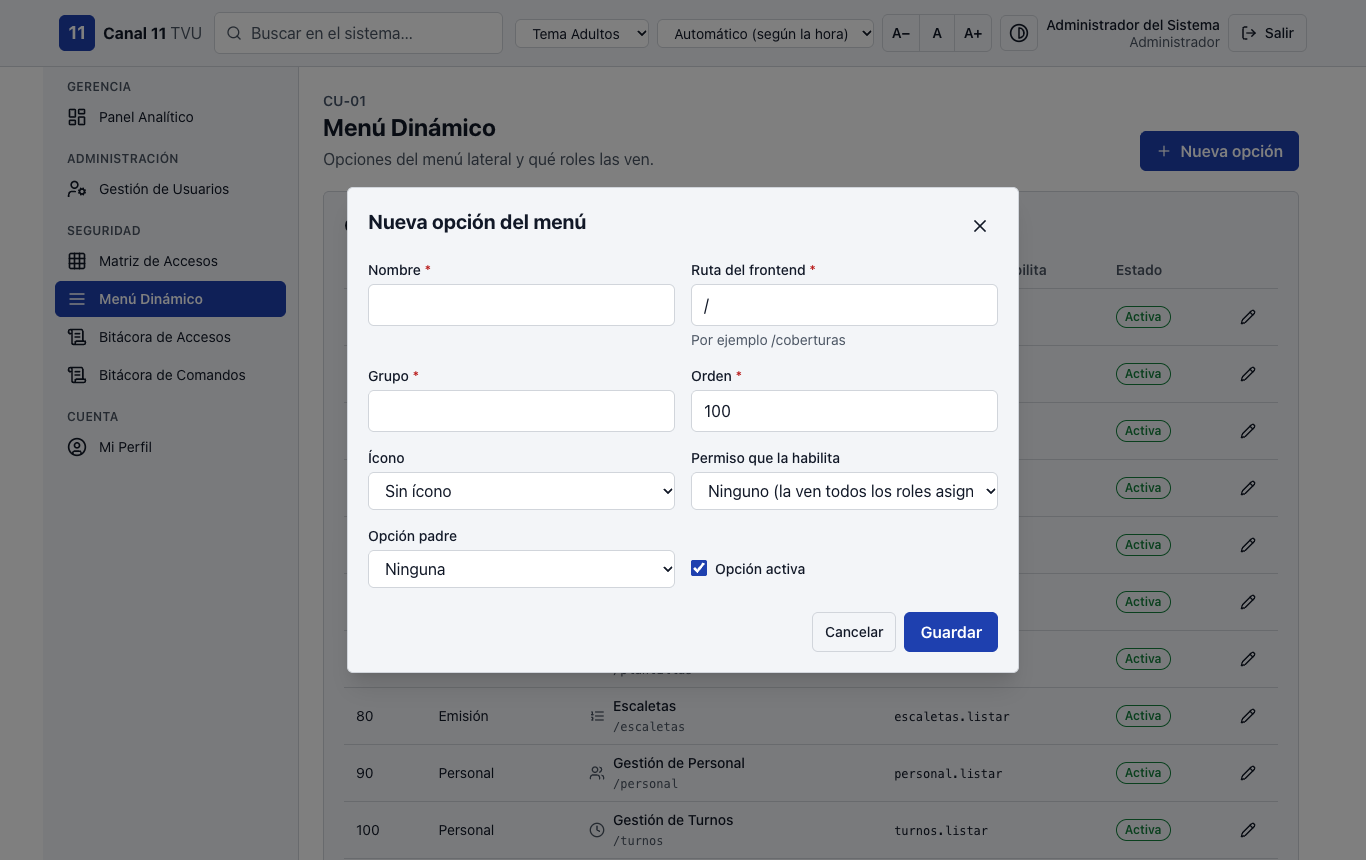 11 Canal 11 TVU
Buscar en el sistema...
Tema Adultos
Automático (según la hora)
A−
A
A+
Administrador del Sistema
Administrador
Salir
GERENCIA
Panel Analítico
ADMINISTRACIÓN
Gestión de Usuarios
SEGURIDAD
Matriz de Accesos
Menú Dinámico
Bitácora de Accesos
Bitácora de Comandos
CUENTA
Mi Perfil
CU-01
Menú Dinámico
Opciones del menú lateral y qué roles las ven.
+ Nueva opción
Estado
Activa
Activa
Activa
Activa
Activa
Activa
Activa
Nueva opción del menú
Nombre *
Ruta del frontend *
/
Por ejemplo /coberturas
Grupo *
Orden *
100
Ícono
Permiso que la habilita
Sin ícono
Ninguno (la ven todos los roles asign
Opción padre
Ninguna
Opción activa
Cancelar
Guardar
80 Emisión Escaletas escaletas.listar Activa
/escaletas
90 Personal Gestión de Personal personal.listar Activa
/personal
100 Personal Gestión de Turnos turnos.listar Activa
/turnos